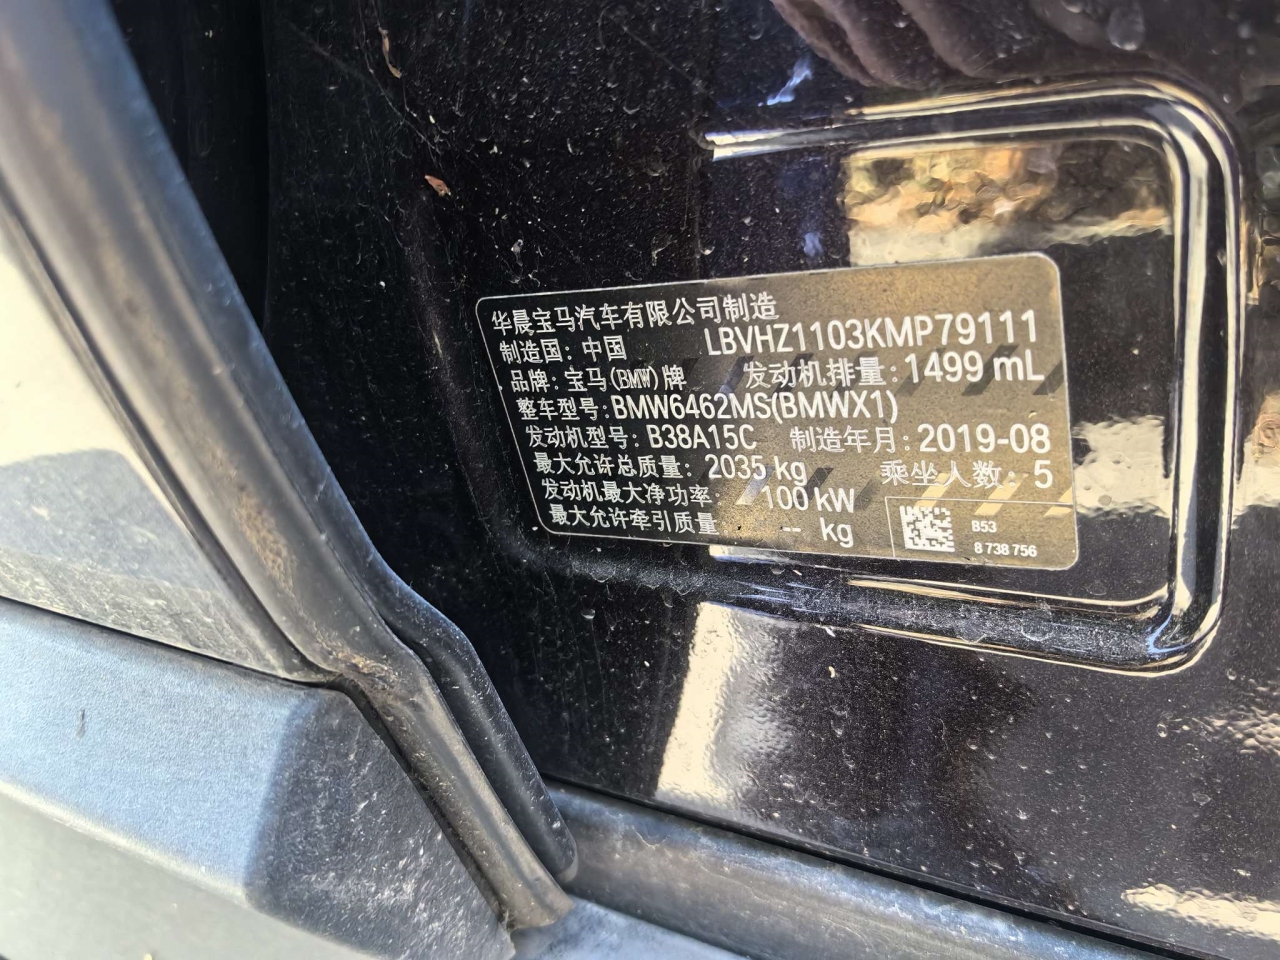 华晨宝马汽车有限公司制造
制造国：中国 LBVHZ1103KMP79111
品牌：宝马(BMW)牌 发动机排量：1499 mL
整车型号：BMW6462MS(BMWX1)
发动机型号：B38A15C 制造年月：2019-08
最大允许总质量：2035 kg 乘坐人数：5
发动机最大净功率：100 kW
最大允许牵引质量 -- kg
B53
8 738 756